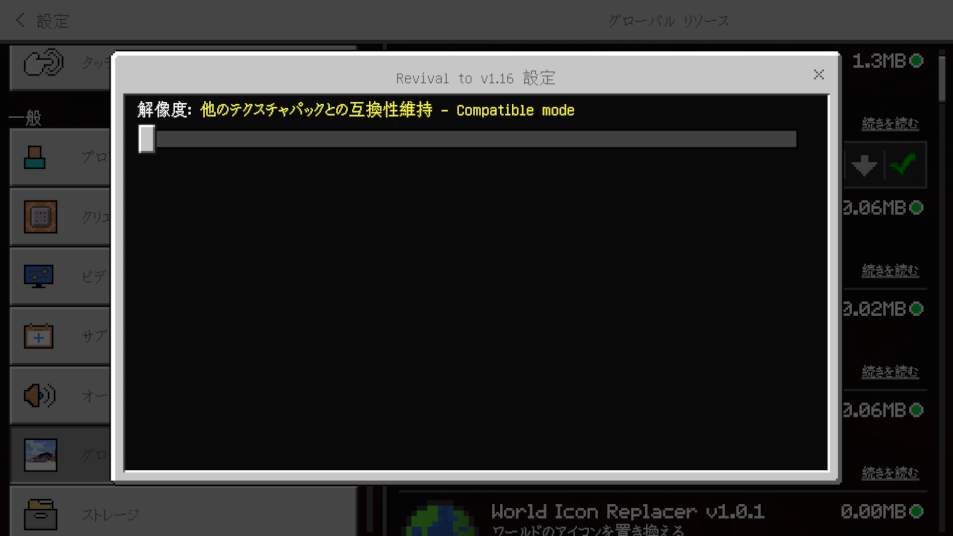 設定
グローバル リソース
タッ
一般
プロ
クリエ
ビデ
サブ
オー
グロ
ストレージ
Revival to v1.16 設定
解像度: 他のテクスチャパックとの互換性維持 - Compatible mode
1.3MB
続きを読む
0.06MB
続きを読む
0.02MB
続きを読む
0.06MB
続きを読む
World Icon Replacer v1.0.1
0.00MB
ワールドのアイコンを置き換える